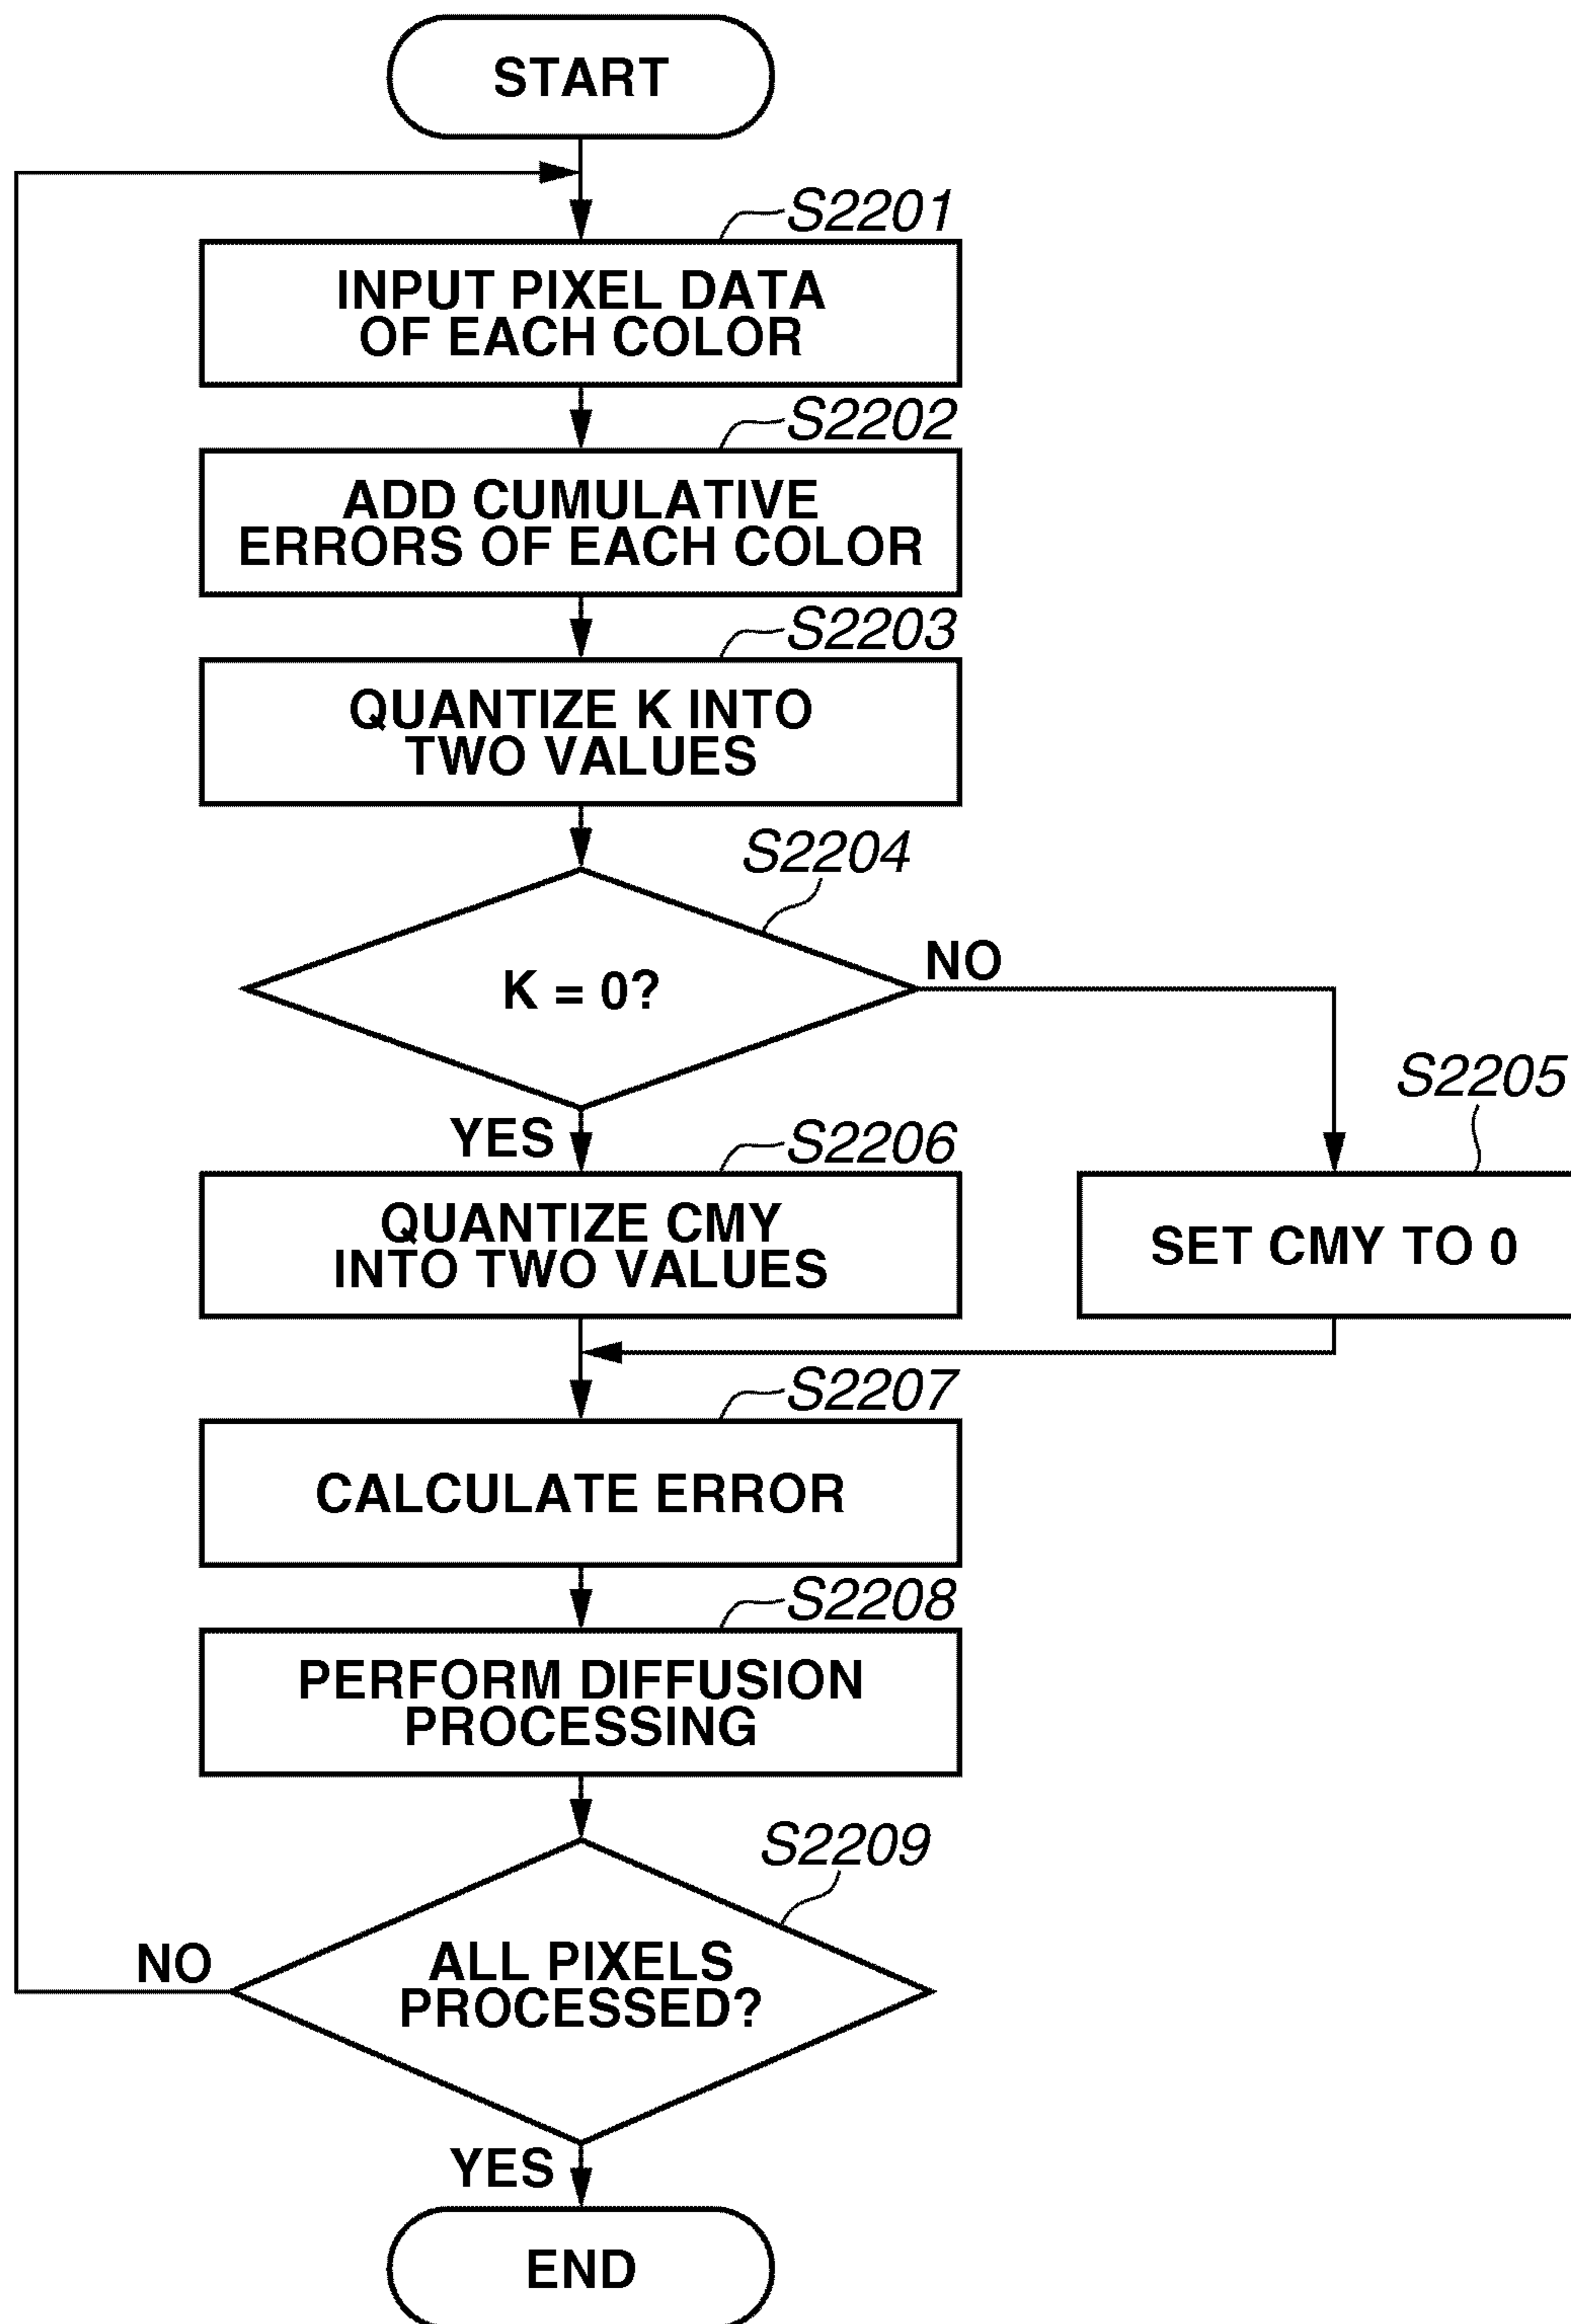 START
S2201
INPUT PIXEL DATA
OF EACH COLOR
S2202
ADD CUMULATIVE
ERRORS OF EACH COLOR
S2203
QUANTIZE K INTO
TWO VALUES
S2204
K = 0?
NO
S2205
YES
S2206
QUANTIZE CMY
INTO TWO VALUES
SET CMY TO 0
S2207
CALCULATE ERROR
S2208
PERFORM DIFFUSION
PROCESSING
S2209
NO
ALL PIXELS
PROCESSED?
YES
END